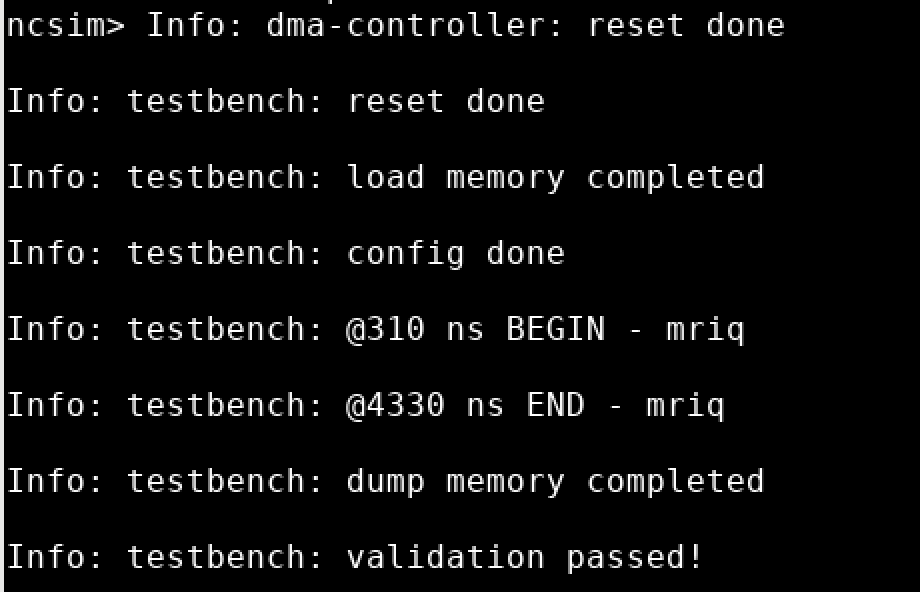 ncsim> Info: dma-controller: reset done
Info: testbench: reset done
Info: testbench: load memory completed
Info: testbench: config done
Info: testbench: @310 ns BEGIN - mriq
Info: testbench: @4330 ns END - mriq
Info: testbench: dump memory completed
Info: testbench: validation passed!